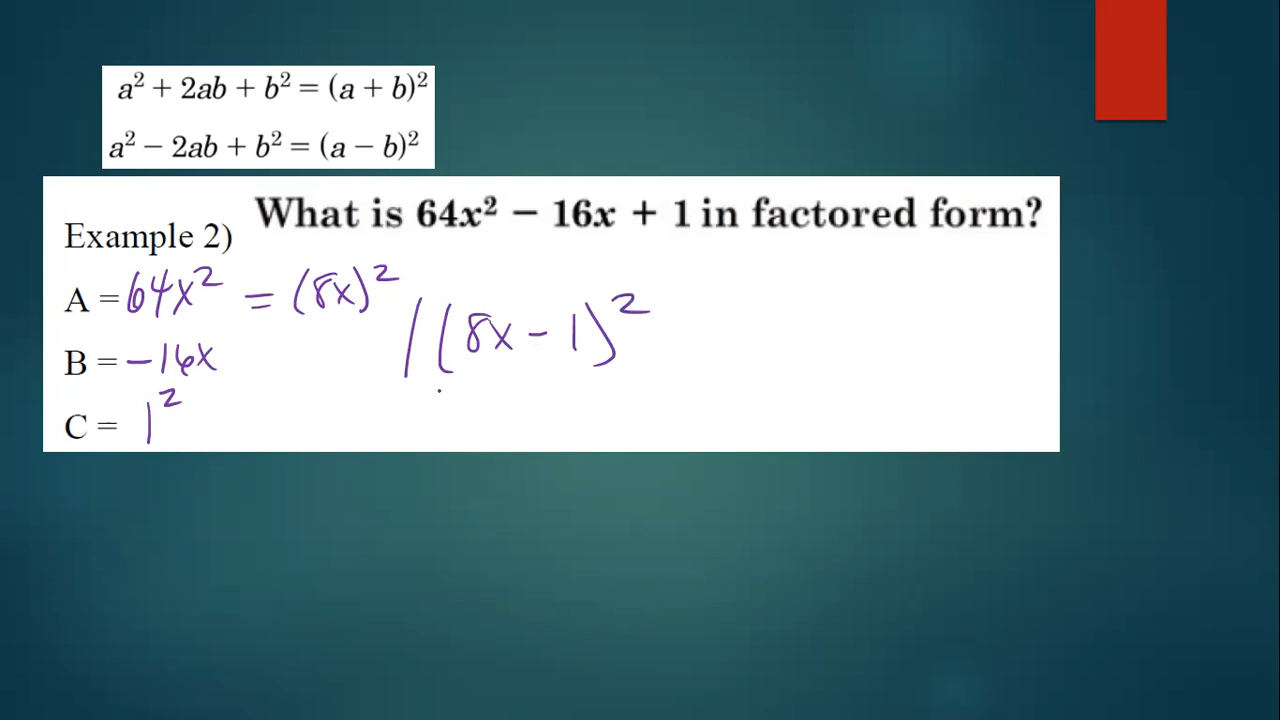 a² + 2ab + b² = (a + b)²
a² − 2ab + b² = (a − b)²
What is 64x² − 16x + 1 in factored form?
Example 2)
A = 64x² = (8x)²
/(8x - 1)²
B = -16x
C = 1²